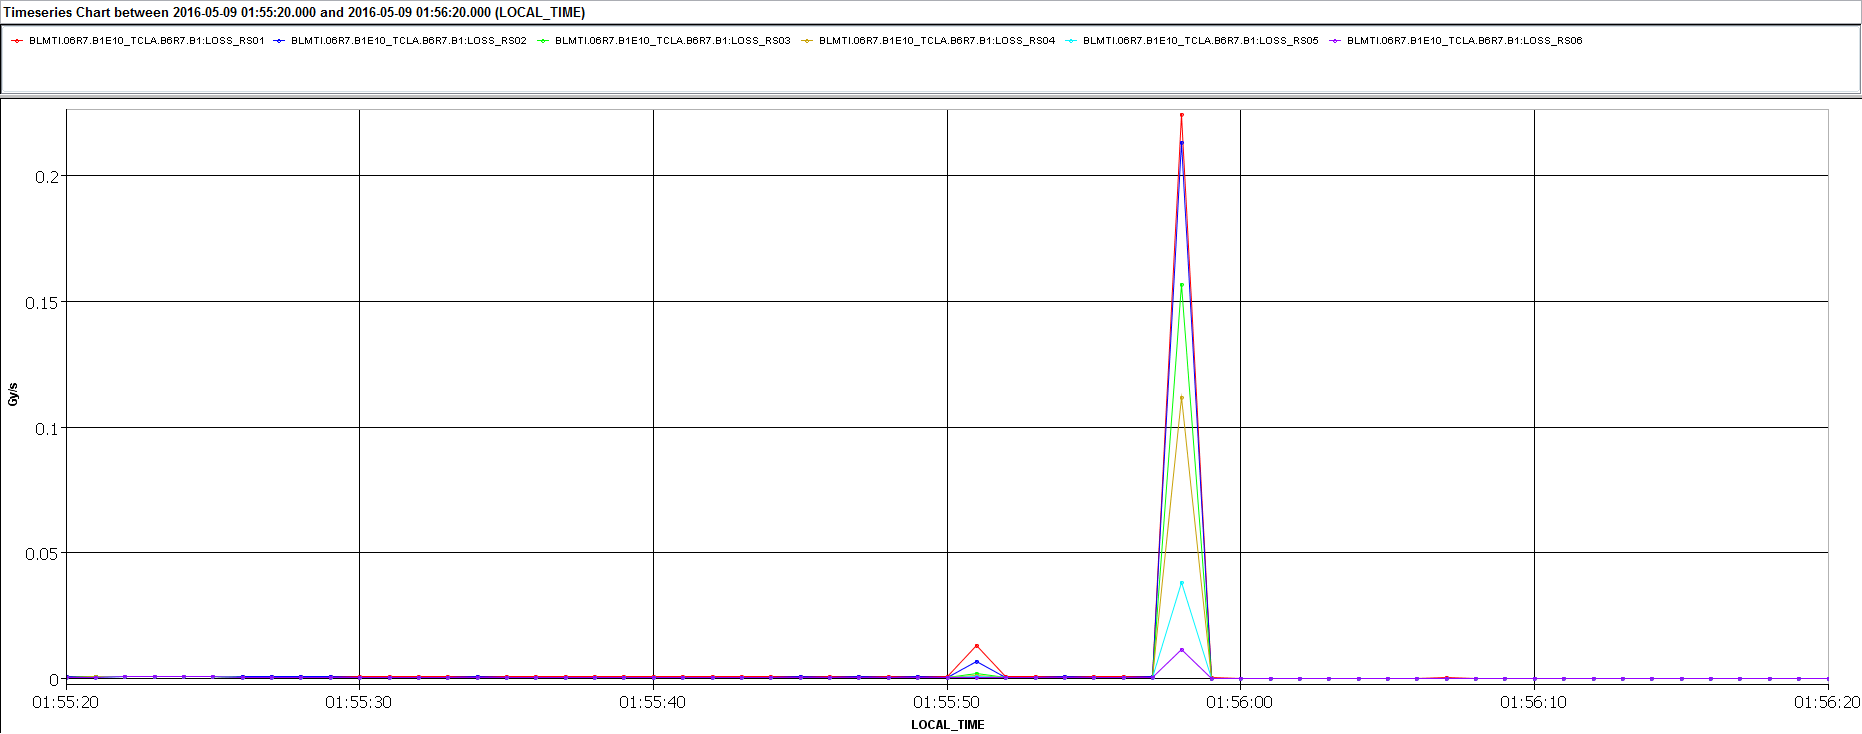 Timeseries Chart between 2016-05-09 01:55:20.000 and 2016-05-09 01:56:20.000 (LOCAL_TIME)
BLMTI.06R7.B1E10_TCLA.B6R7.B1:LOSS_RS01 BLMTI.06R7.B1E10_TCLA.B6R7.B1:LOSS_RS02 BLMTI.06R7.B1E10_TCLA.B6R7.B1:LOSS_RS03 BLMTI.06R7.B1E10_TCLA.B6R7.B1:LOSS_RS04 BLMTI.06R7.B1E10_TCLA.B6R7.B1:LOSS_RS05 BLMTI.06R7.B1E10_TCLA.B6R7.B1:LOSS_RS06
0.2
0.15
Gy/s
0.1
0.05
0
01:55:20 01:55:30 01:55:40 01:55:50 01:56:00 01:56:10 01:56:20
LOCAL_TIME